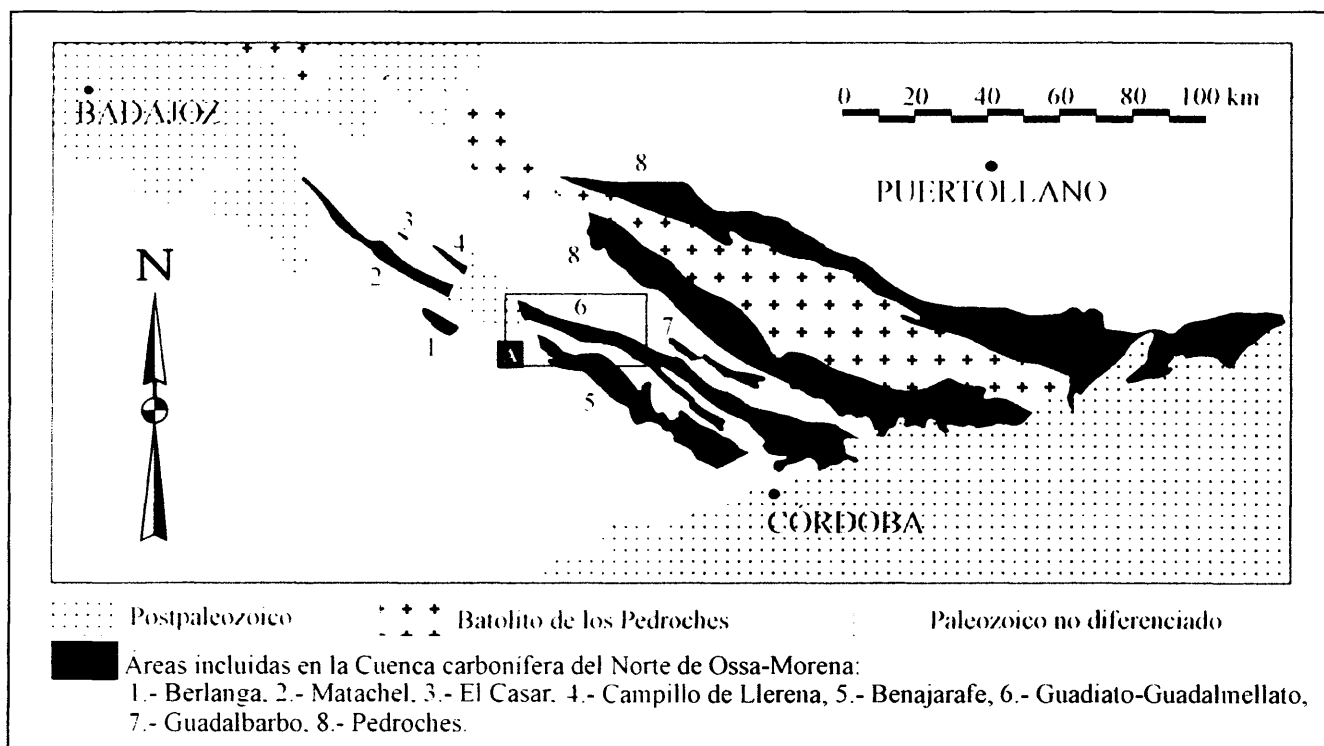 BADAJOZ
0 20 40 60 80 100 km
PUERTOLLANO
8
3
4
2
N
8
6
7
1
A
5
CÓRDOBA
Postpaleozoico
Batolito de los Pedroches
Paleozoico no diferenciado
Áreas incluidas en la Cuenca carbonífera del Norte de Ossa-Morena:
1.- Berlanga, 2.- Matachel, 3.- El Casar, 4.- Campillo de Llerena, 5.- Benajarafe, 6.- Guadiato-Guadalmellato,
7.- Guadalbarbo, 8.- Pedroches.